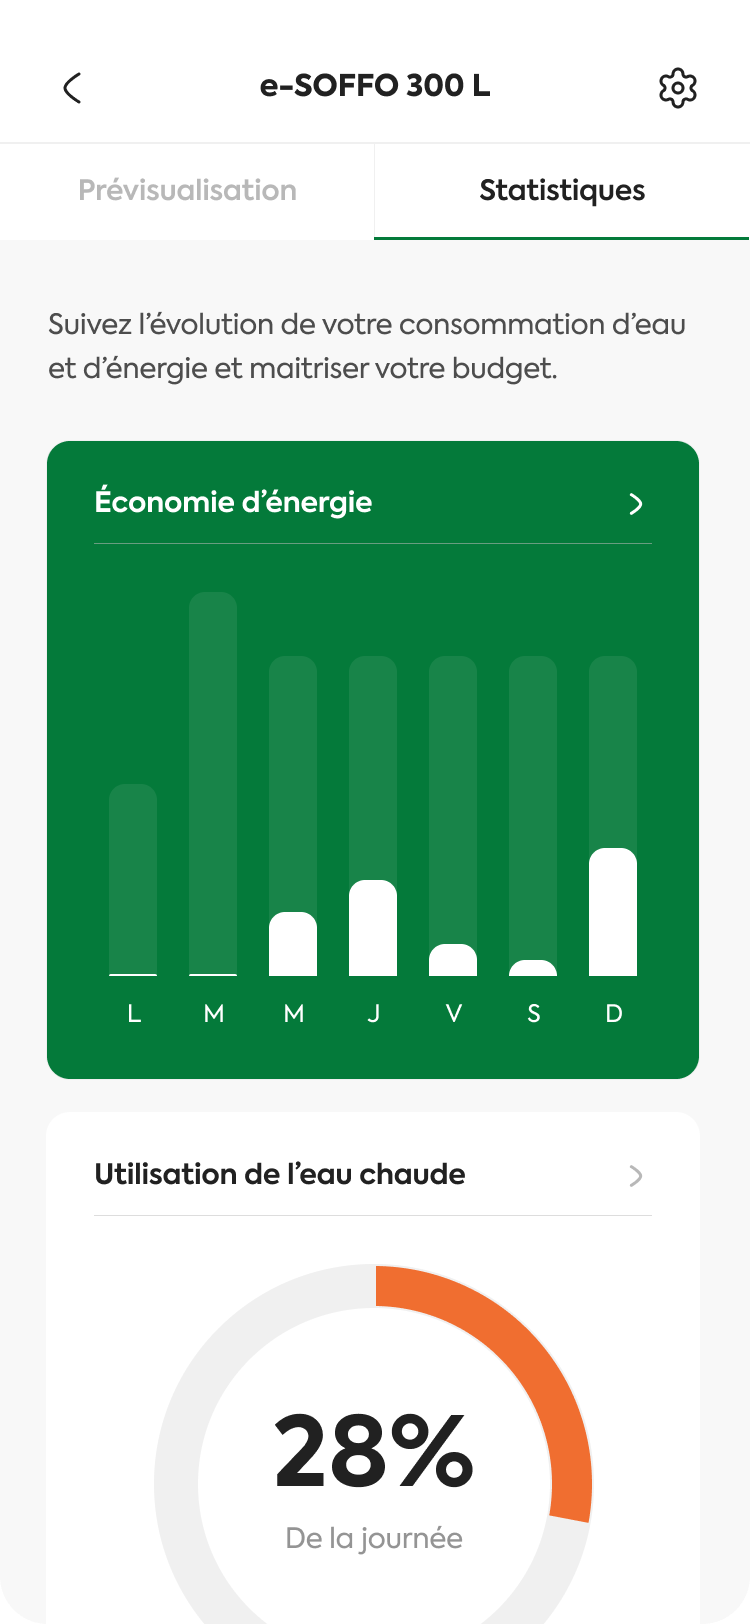 e-SOFFO 300 L
Prévisualisation
Statistiques
Suivez l’évolution de votre consommation d’eau
et d’énergie et maitriser votre budget.
Économie d’énergie
L M M J V S D
Utilisation de l’eau chaude
28%
De la journée